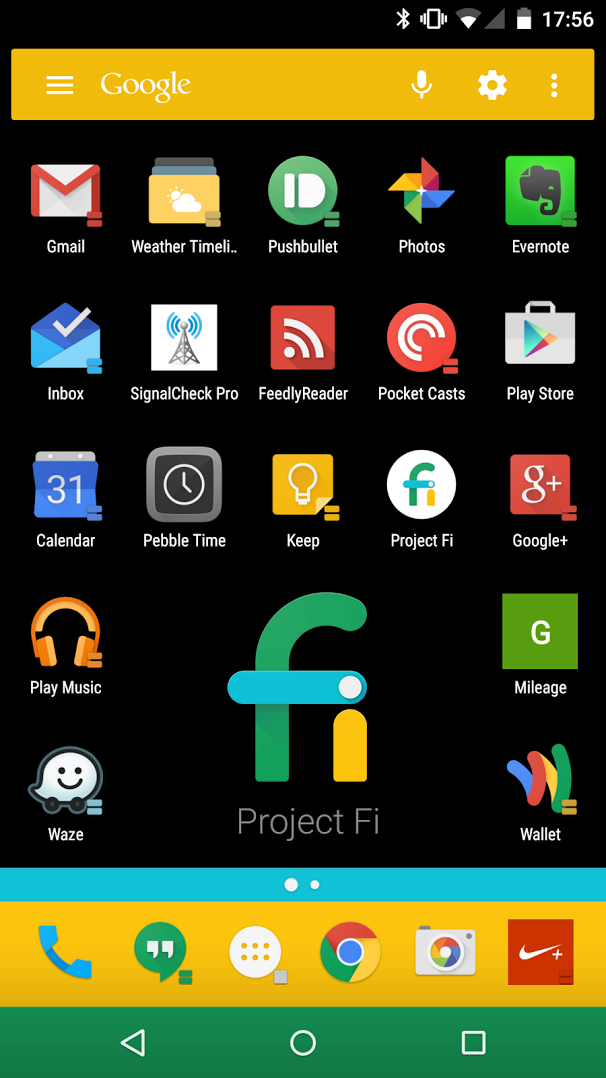 17:56
Google
Gmail
Weather Timeli..
Pushbullet
Photos
Evernote
Inbox
SignalCheck Pro
FeedlyReader
Pocket Casts
Play Store
31
g+
Calendar
Pebble Time
Keep
Project Fi
Google+
G
Play Music
Mileage
Project Fi
Waze
Wallet